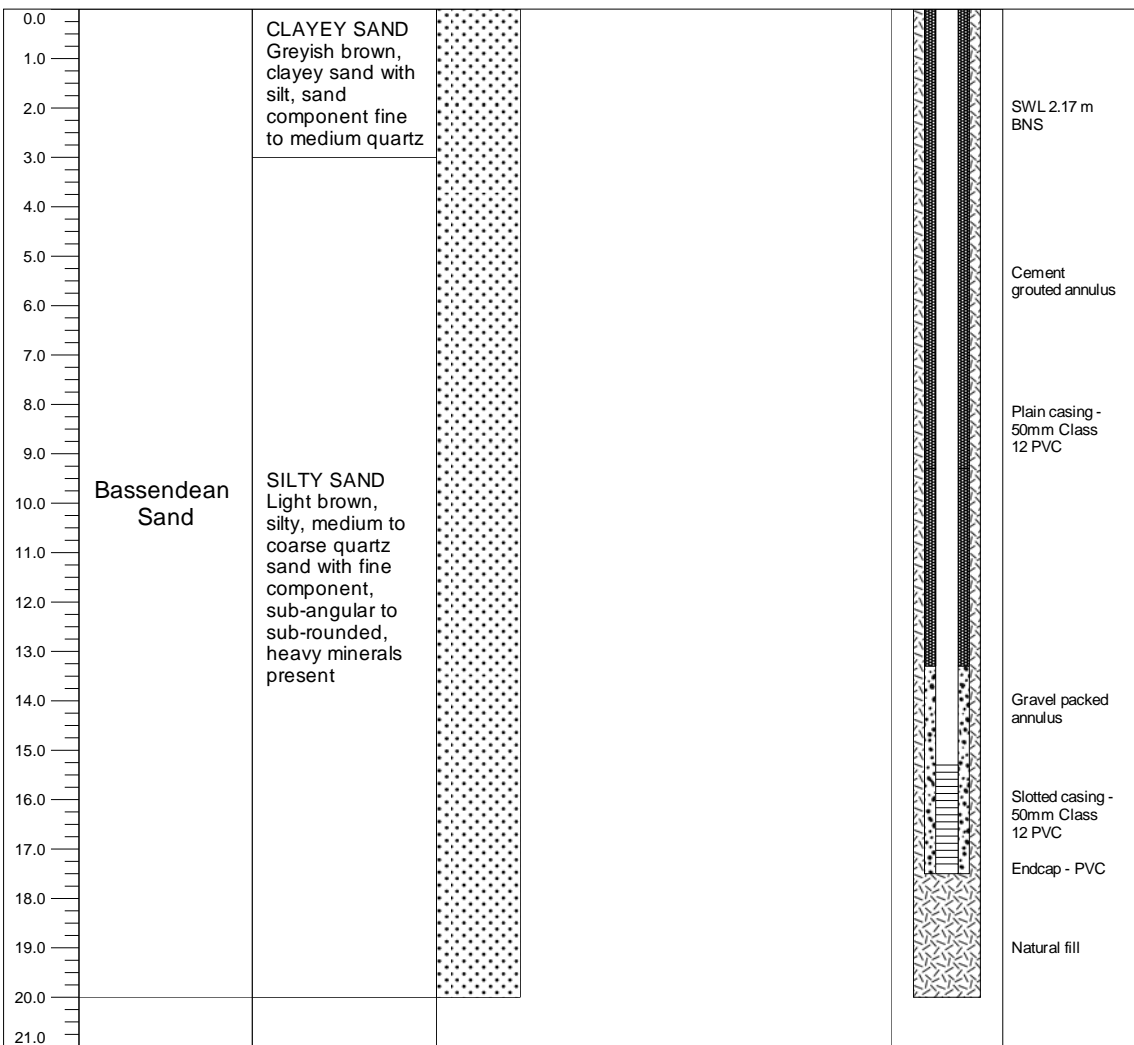 0.0
1.0
2.0
3.0
4.0
5.0
6.0
7.0
8.0
9.0
10.0
11.0
12.0
13.0
14.0
15.0
16.0
17.0
18.0
19.0
20.0
21.0
Bassendean
Sand
CLAYEY SAND
Greyish brown,
clayey sand with
silt, sand
component fine
to medium quartz
SILTY SAND
Light brown,
silty, medium to
coarse quartz
sand with fine
component,
sub-angular to
sub-rounded,
heavy minerals
present
SWL 2.17 m
BNS
Cement
grouted annulus
Plain casing -
50mm Class
12 PVC
Gravel packed
annulus
Slotted casing -
50mm Class
12 PVC
Endcap - PVC
Natural fill